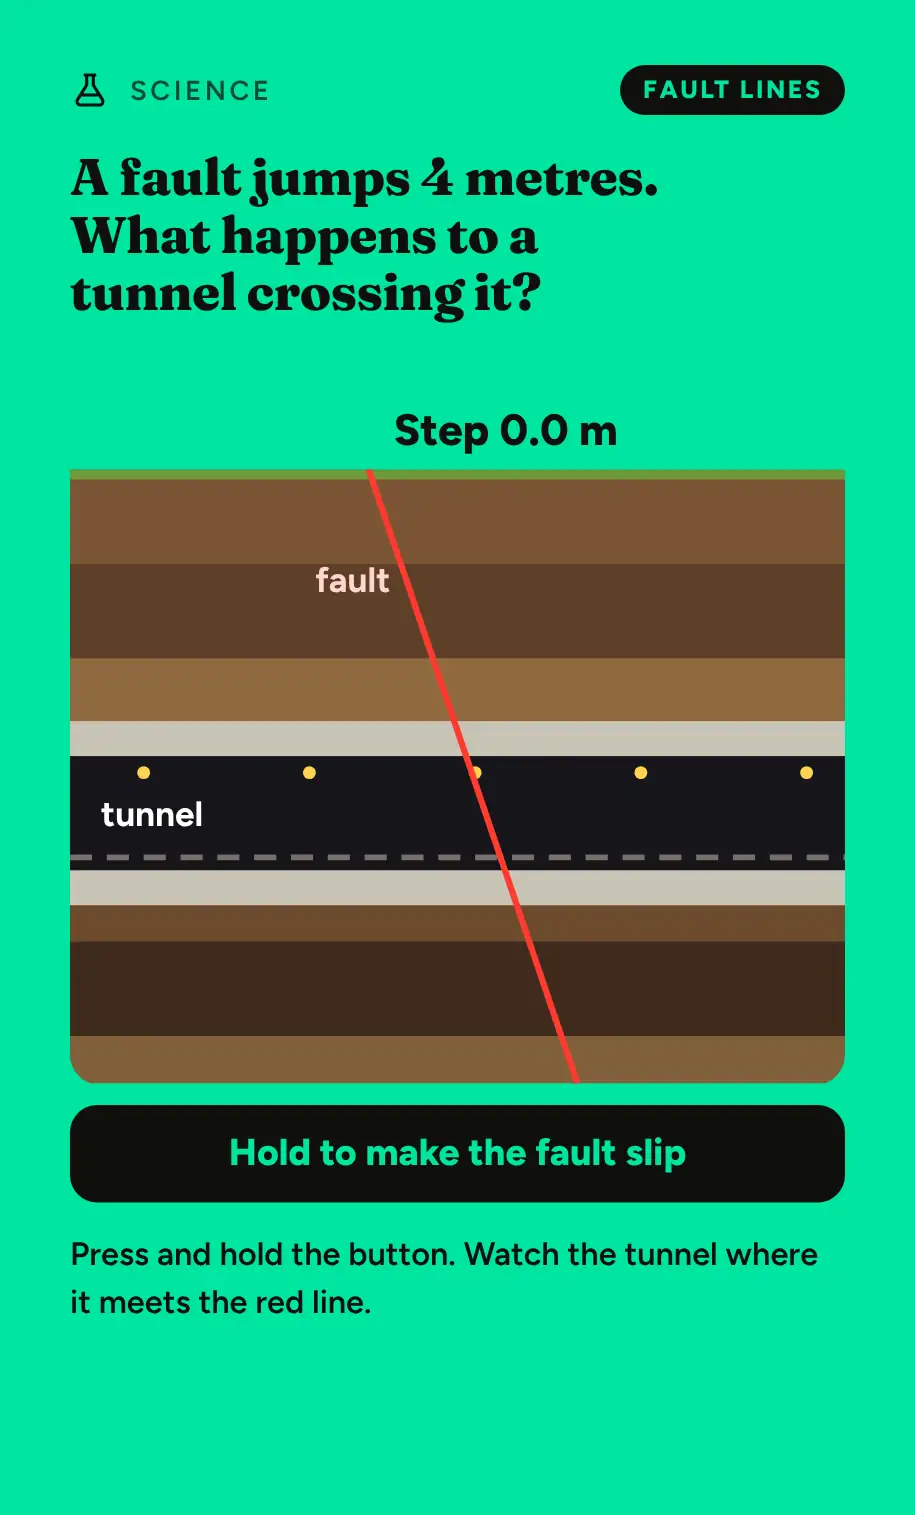 SCIENCE
FAULT LINES
A fault jumps 4 metres.
What happens to a
tunnel crossing it?
Step 0.0 m
fault
tunnel
Hold to make the fault slip
Press and hold the button. Watch the tunnel where
it meets the red line.